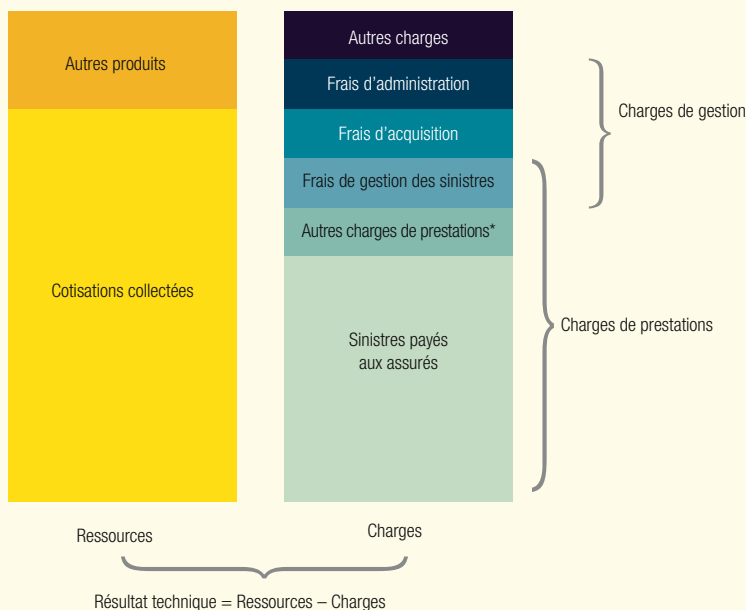 Autres produits
Cotisations collectées
Autres charges
Frais d'administration
Frais d'acquisition
Frais de gestion des sinistres
Autres charges de prestations*
Sinistres payés
aux assurés
Charges de gestion
Charges de prestations
Ressources
Charges
Résultat technique = Ressources – Charges